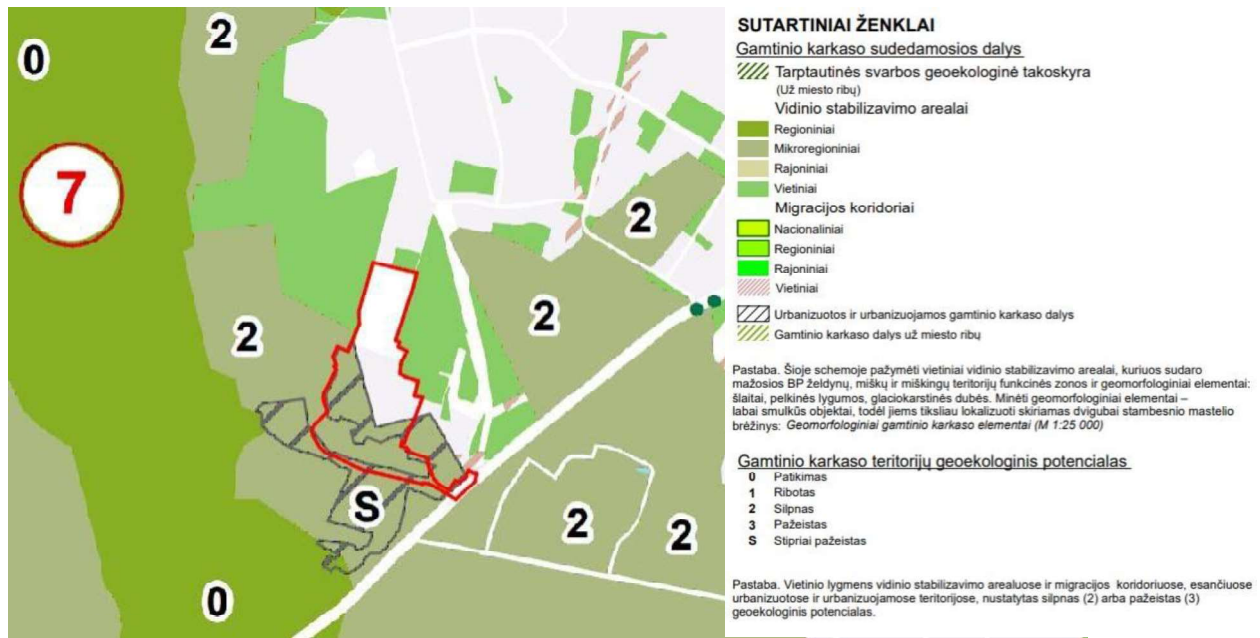 0
2
7
2
2
2
S
2
2
0
SUTARTINIAI ŽENKLAI
Gamtinio karkaso sudedamosios dalys
Tarptautinės svarbos geoekologinė takoskyra
(Už miesto ribų)
Vidinio stabilizavimo arealai
Regioniniai
Mikroregioniniai
Rajoniniai
Vietiniai
Migracijos koridoriai
Nacionaliniai
Regioniniai
Rajoniniai
Vietiniai
Urbanizuotos ir urbanizuojamos gamtinio karkaso dalys
Gamtinio karkaso dalys už miesto ribų
Pastaba. Šioje schemoje pažymėti vietiniai vidinio stabilizavimo arealai, kuriuos sudaro
mažosios BP želdynų, miškų ir miškingų teritorijų funkcinės zonos ir geomorfologiniai elementai:
šlaitai, pelkinės lygumos, glaciokarstinės dubės. Minėti geomorfologiniai elementai –
labai smulkūs objektai, todėl jiems tiksliau lokalizuoti skiriamas dvigubai stambesnio mastelio
brėžinys: Geomorfologiniai gamtinio karkaso elementai (M 1:25 000)
Gamtinio karkaso teritorijų geoekologinis potencialas
0 Patikimas
1 Ribotas
2 Silpnas
3 Pažeistas
S Stipriai pažeistas
Pastaba. Vietinio lygmens vidinio stabilizavimo arealuose ir migracijos koridoriuose, esančiuose
urbanizuotose ir urbanizuojamose teritorijose, nustatytas silpnas (2) arba pažeistas (3)
geoekologinis potencialas.